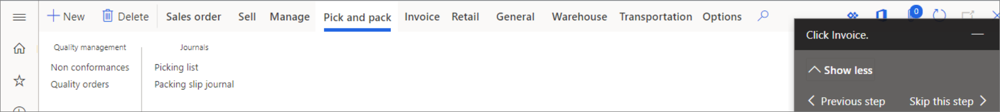 New Delete Sales order Sell Manage Pick and pack Invoice Retail General Warehouse Transportation Options 0
Click Invoice.
Quality management Journals
Non conformances Picking list
Show less
Quality orders Packing slip journal
Previous step Skip this step